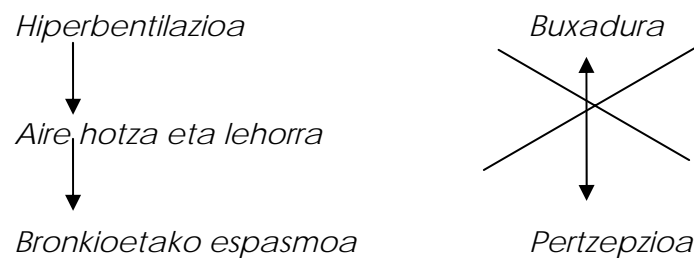 Hiperbentilazioa
Buxadura
Aire hotza eta lehorra
Bronkioetako espasmoa
Pertzepzioa